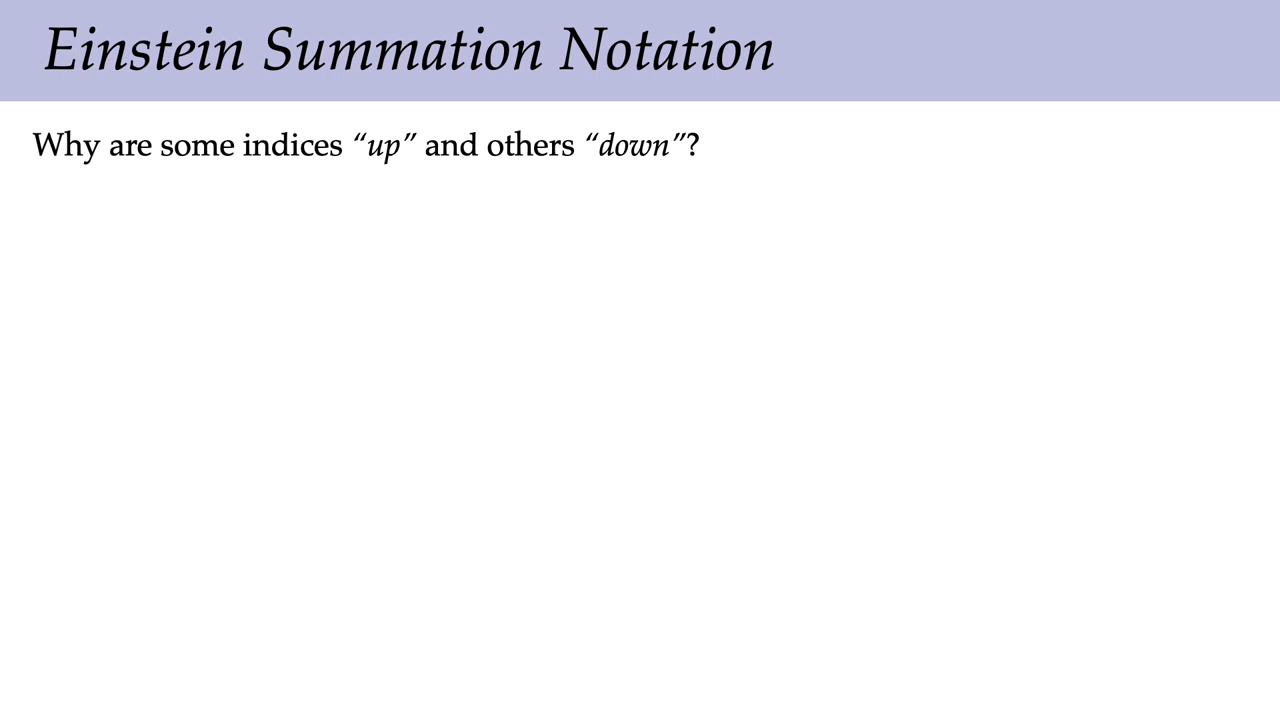 Einstein Summation Notation
Why are some indices “up” and others “down”?